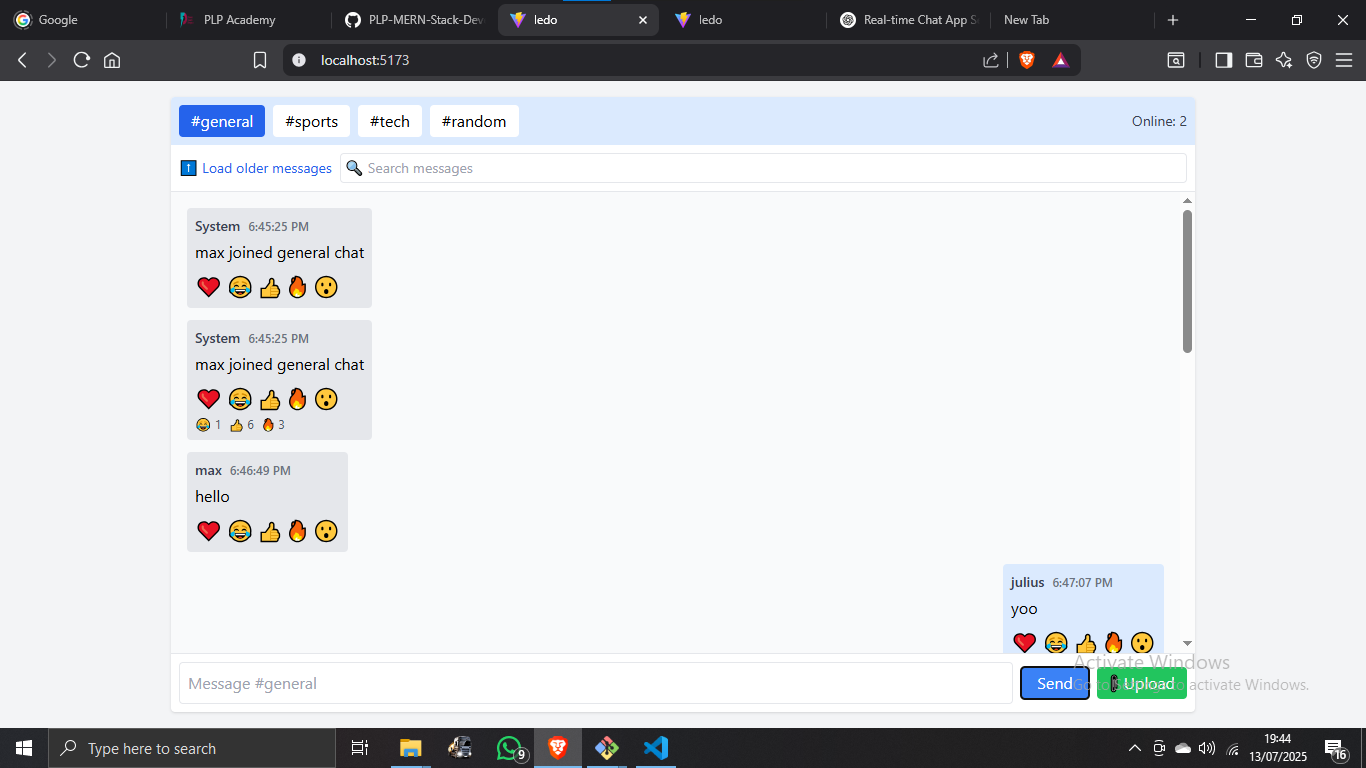 Google
PLP Academy
PLP-MERN-Stack-Dev
ledo
ledo
Real-time Chat App S
New Tab
localhost:5173
#general
#sports
#tech
#random
Online: 2
Load older messages
Search messages
System 6:45:25 PM
max joined general chat
System 6:45:25 PM
max joined general chat
1 6 3
max 6:46:49 PM
hello
julius 6:47:07 PM
yoo
Message #general
Send
Upload
Activate Windows
Go to activate Windows.
Type here to search
9
19:44
13/07/2025
16